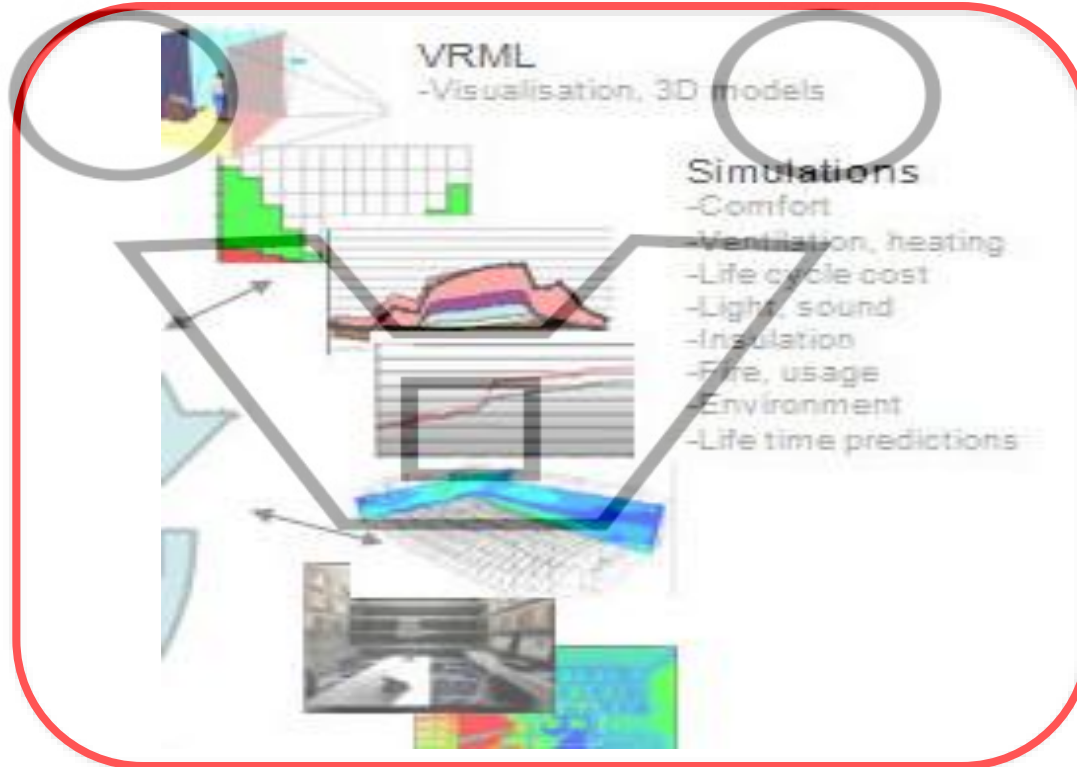 VRML
-Visualisation, 3D models
Simulations
-Comfort
-Ventilation, heating
-Life cycle cost
-Light, sound
-Insulation
-Fire, usage
-Environment
-Life time predictions